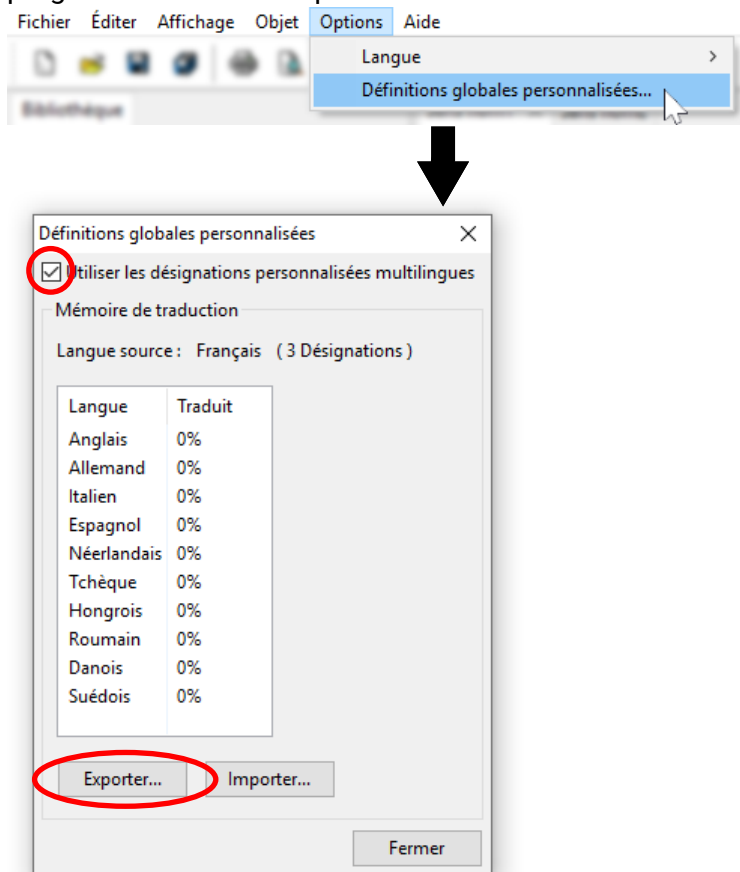 Fichier Éditer Affichage Objet Options Aide
Langue >
Définitions globales personnalisées...
Bibliothèque
Définitions globales personnalisées
Utiliser les désignations personnalisées multilingues
Mémoire de traduction
Langue source : Français ( 3 Désignations )
Langue Traduit
Anglais 0%
Allemand 0%
Italien 0%
Espagnol 0%
Néerlandais 0%
Tchèque 0%
Hongrois 0%
Roumain 0%
Danois 0%
Suédois 0%
Exporter... Importer...
Fermer